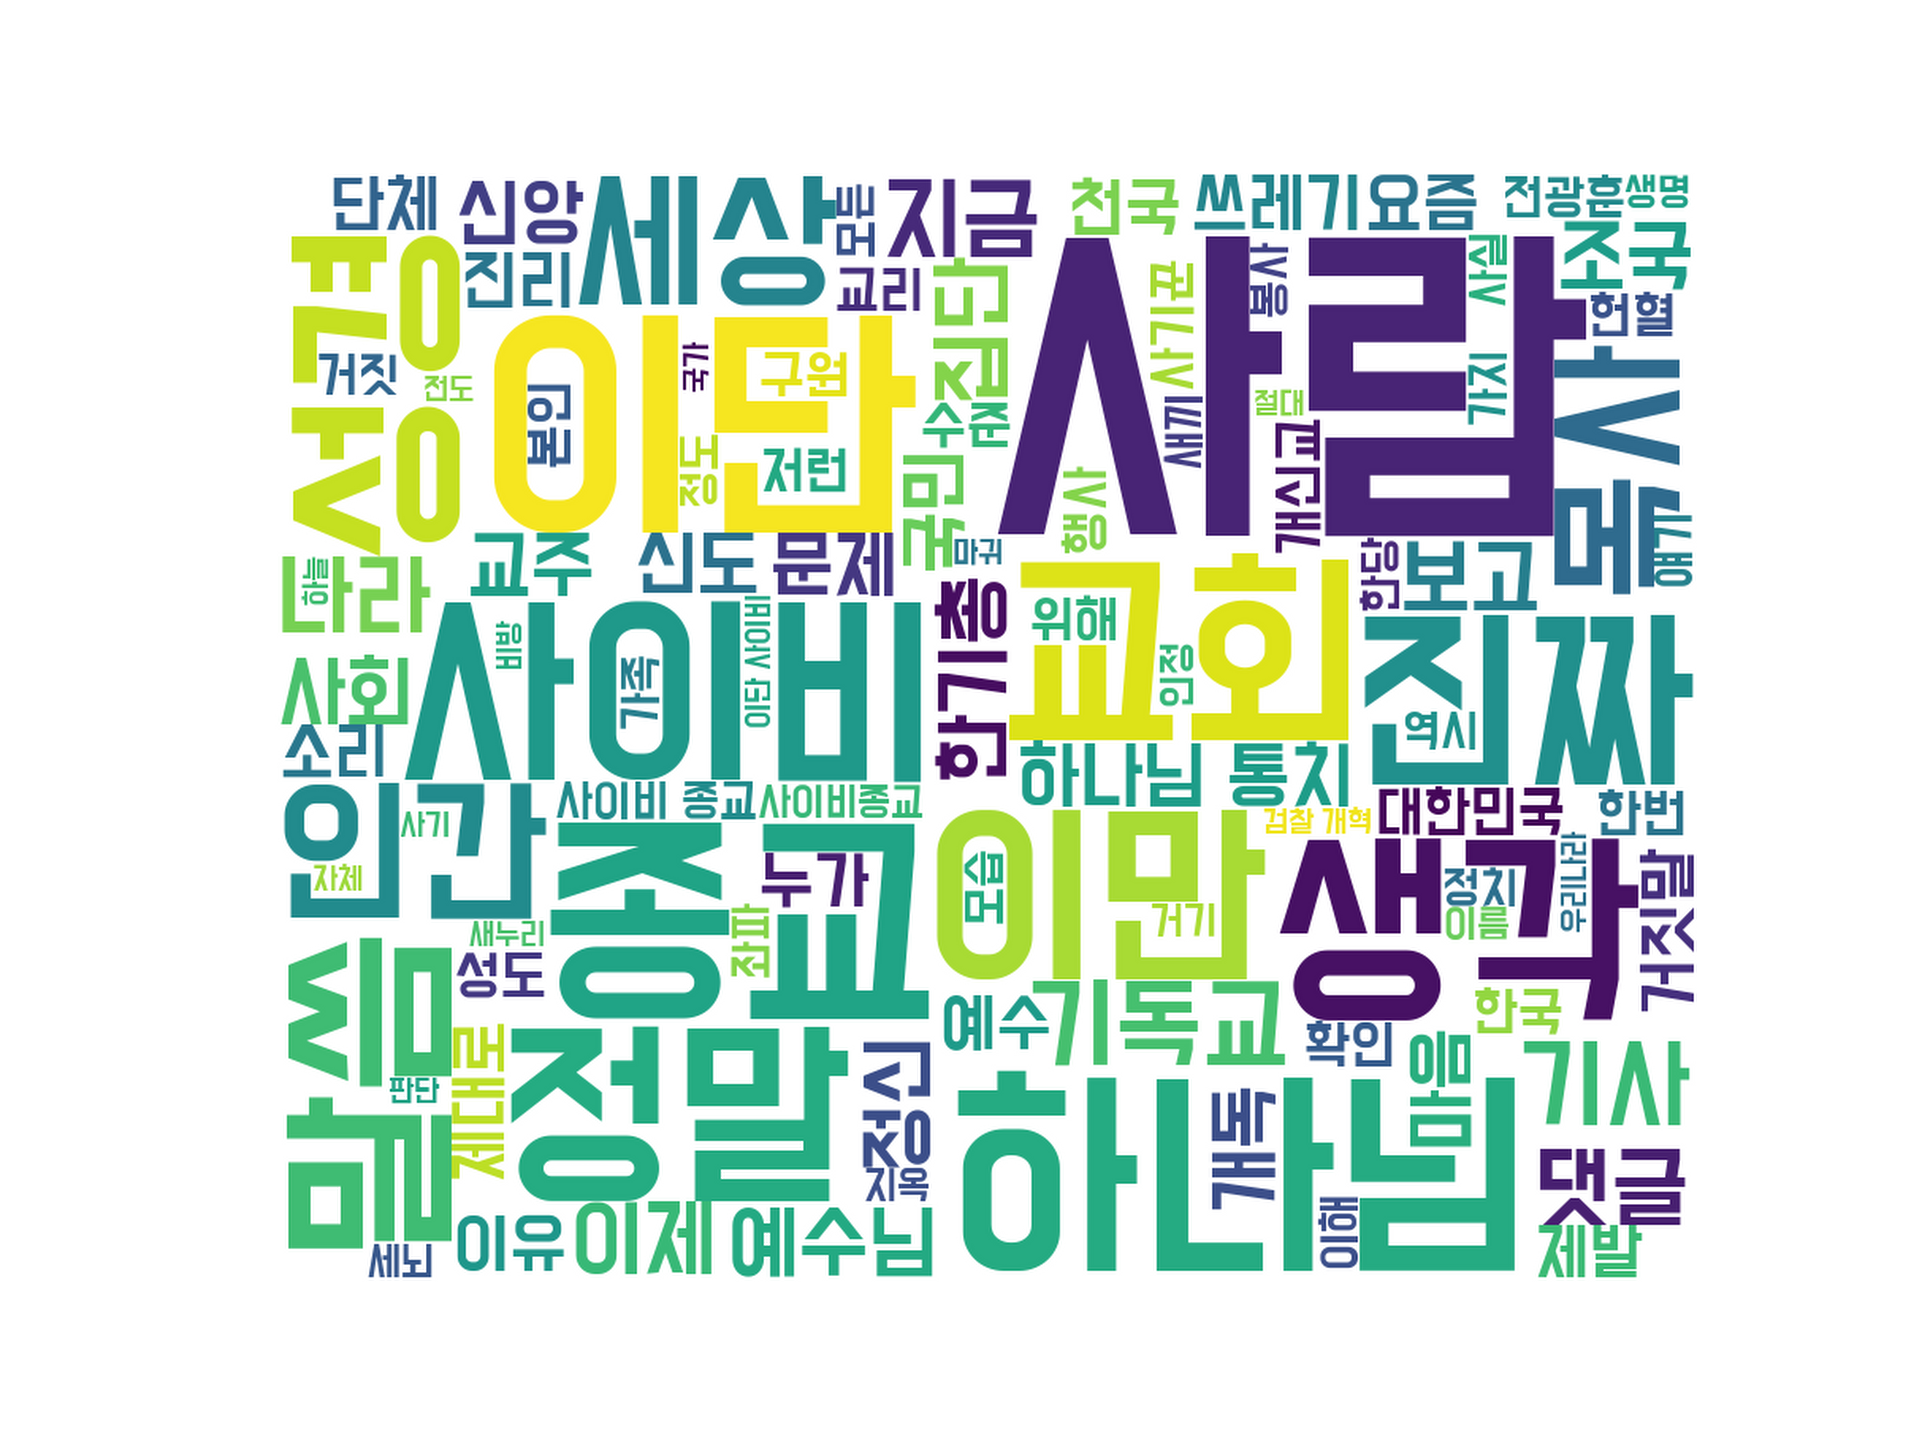 단체
신앙
세상
모든
지금
천국
쓰레기
요즘
전광훈
생명
성경
진리
교리
집단
사람
사기꾼
봉사
사실
조국
헌혈
거짓
전도
이단
본인
국가
구원
정도
저런
수준
국민
새끼
절대
가지
개신교
행사
목사
얘기
마귀
나라
하늘
교주
신도
문제
한기총
교회
위해
인정
한당
보고
진짜
역시
사회
사이비
비방
가족
이단 사이비
소리
하나님 통치
인간
사기
자체
사이비 종교
사이비종교
검찰 개혁
대한민국
한번
종교
누가
좌파
이만
모습
거기
생각
정치
이름
우리나라
거짓말
새누리
성도
말씀
판단
제대로
정말
정신
지옥
예수
기독교
확인
한국
마음
기사
하나님
개독
이해
댓글
제발
세뇌
이유
이제
예수님